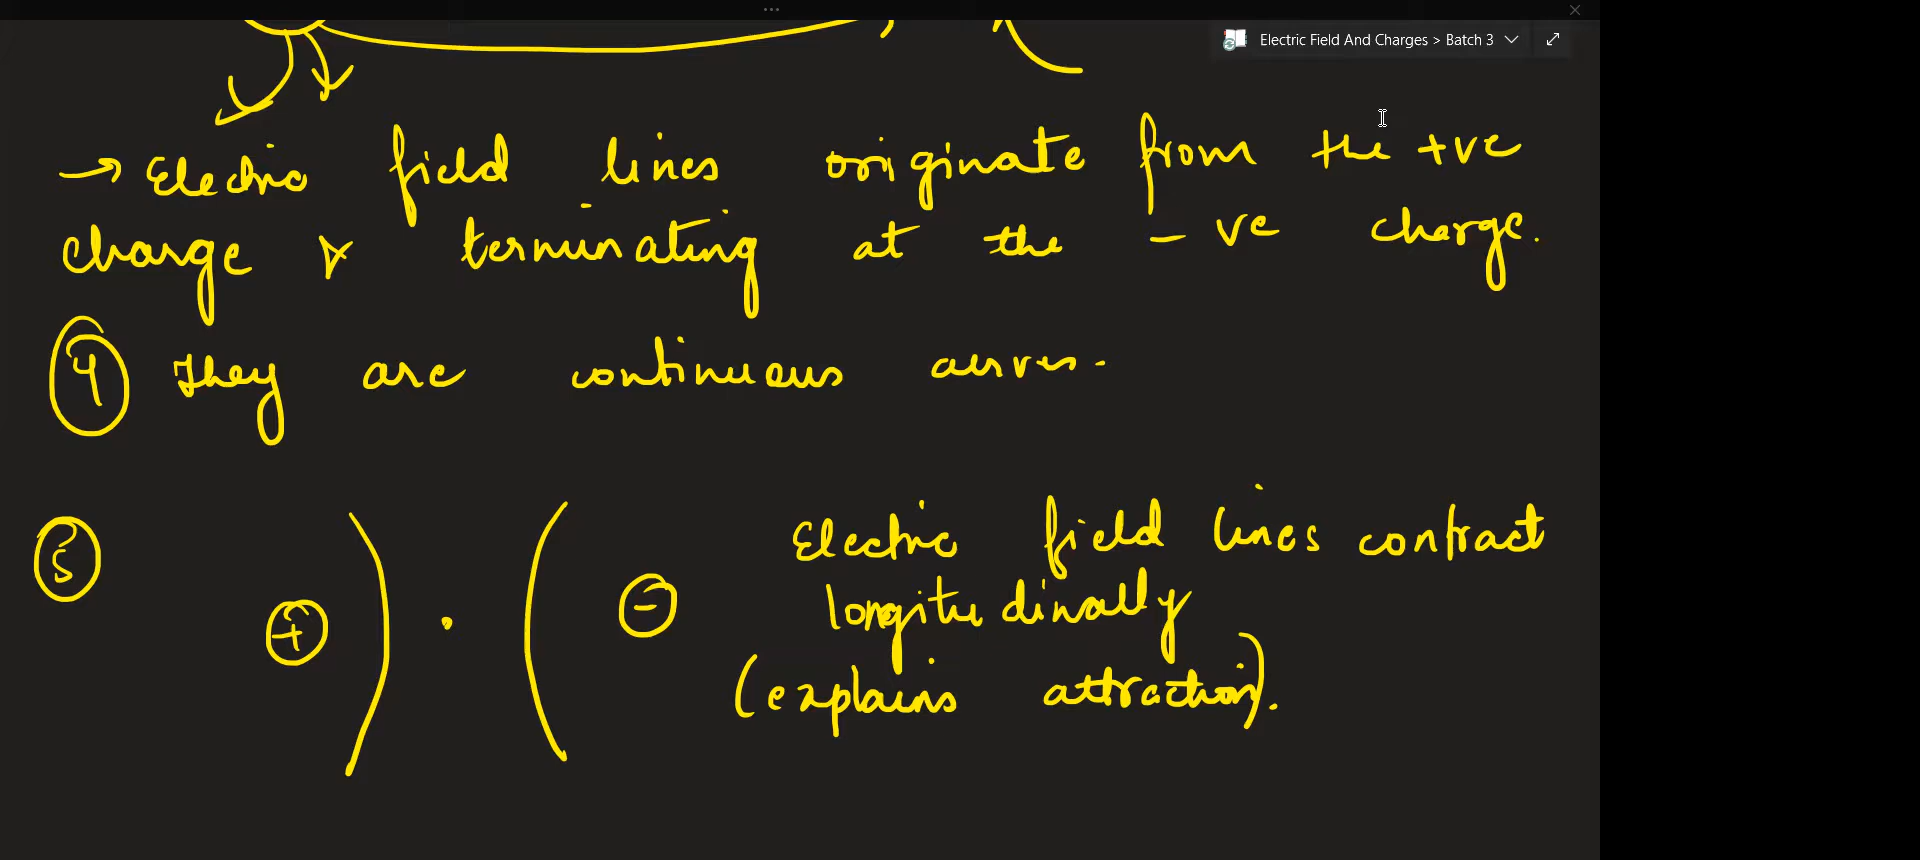 Electric Field And Charges > Batch 3
→ Electric field lines originate from the +ve
charge & terminating at the -ve charge.
④ They are continuous curves.
⑤
+ -
Electric field lines contract
longitudinally
(explains attraction).